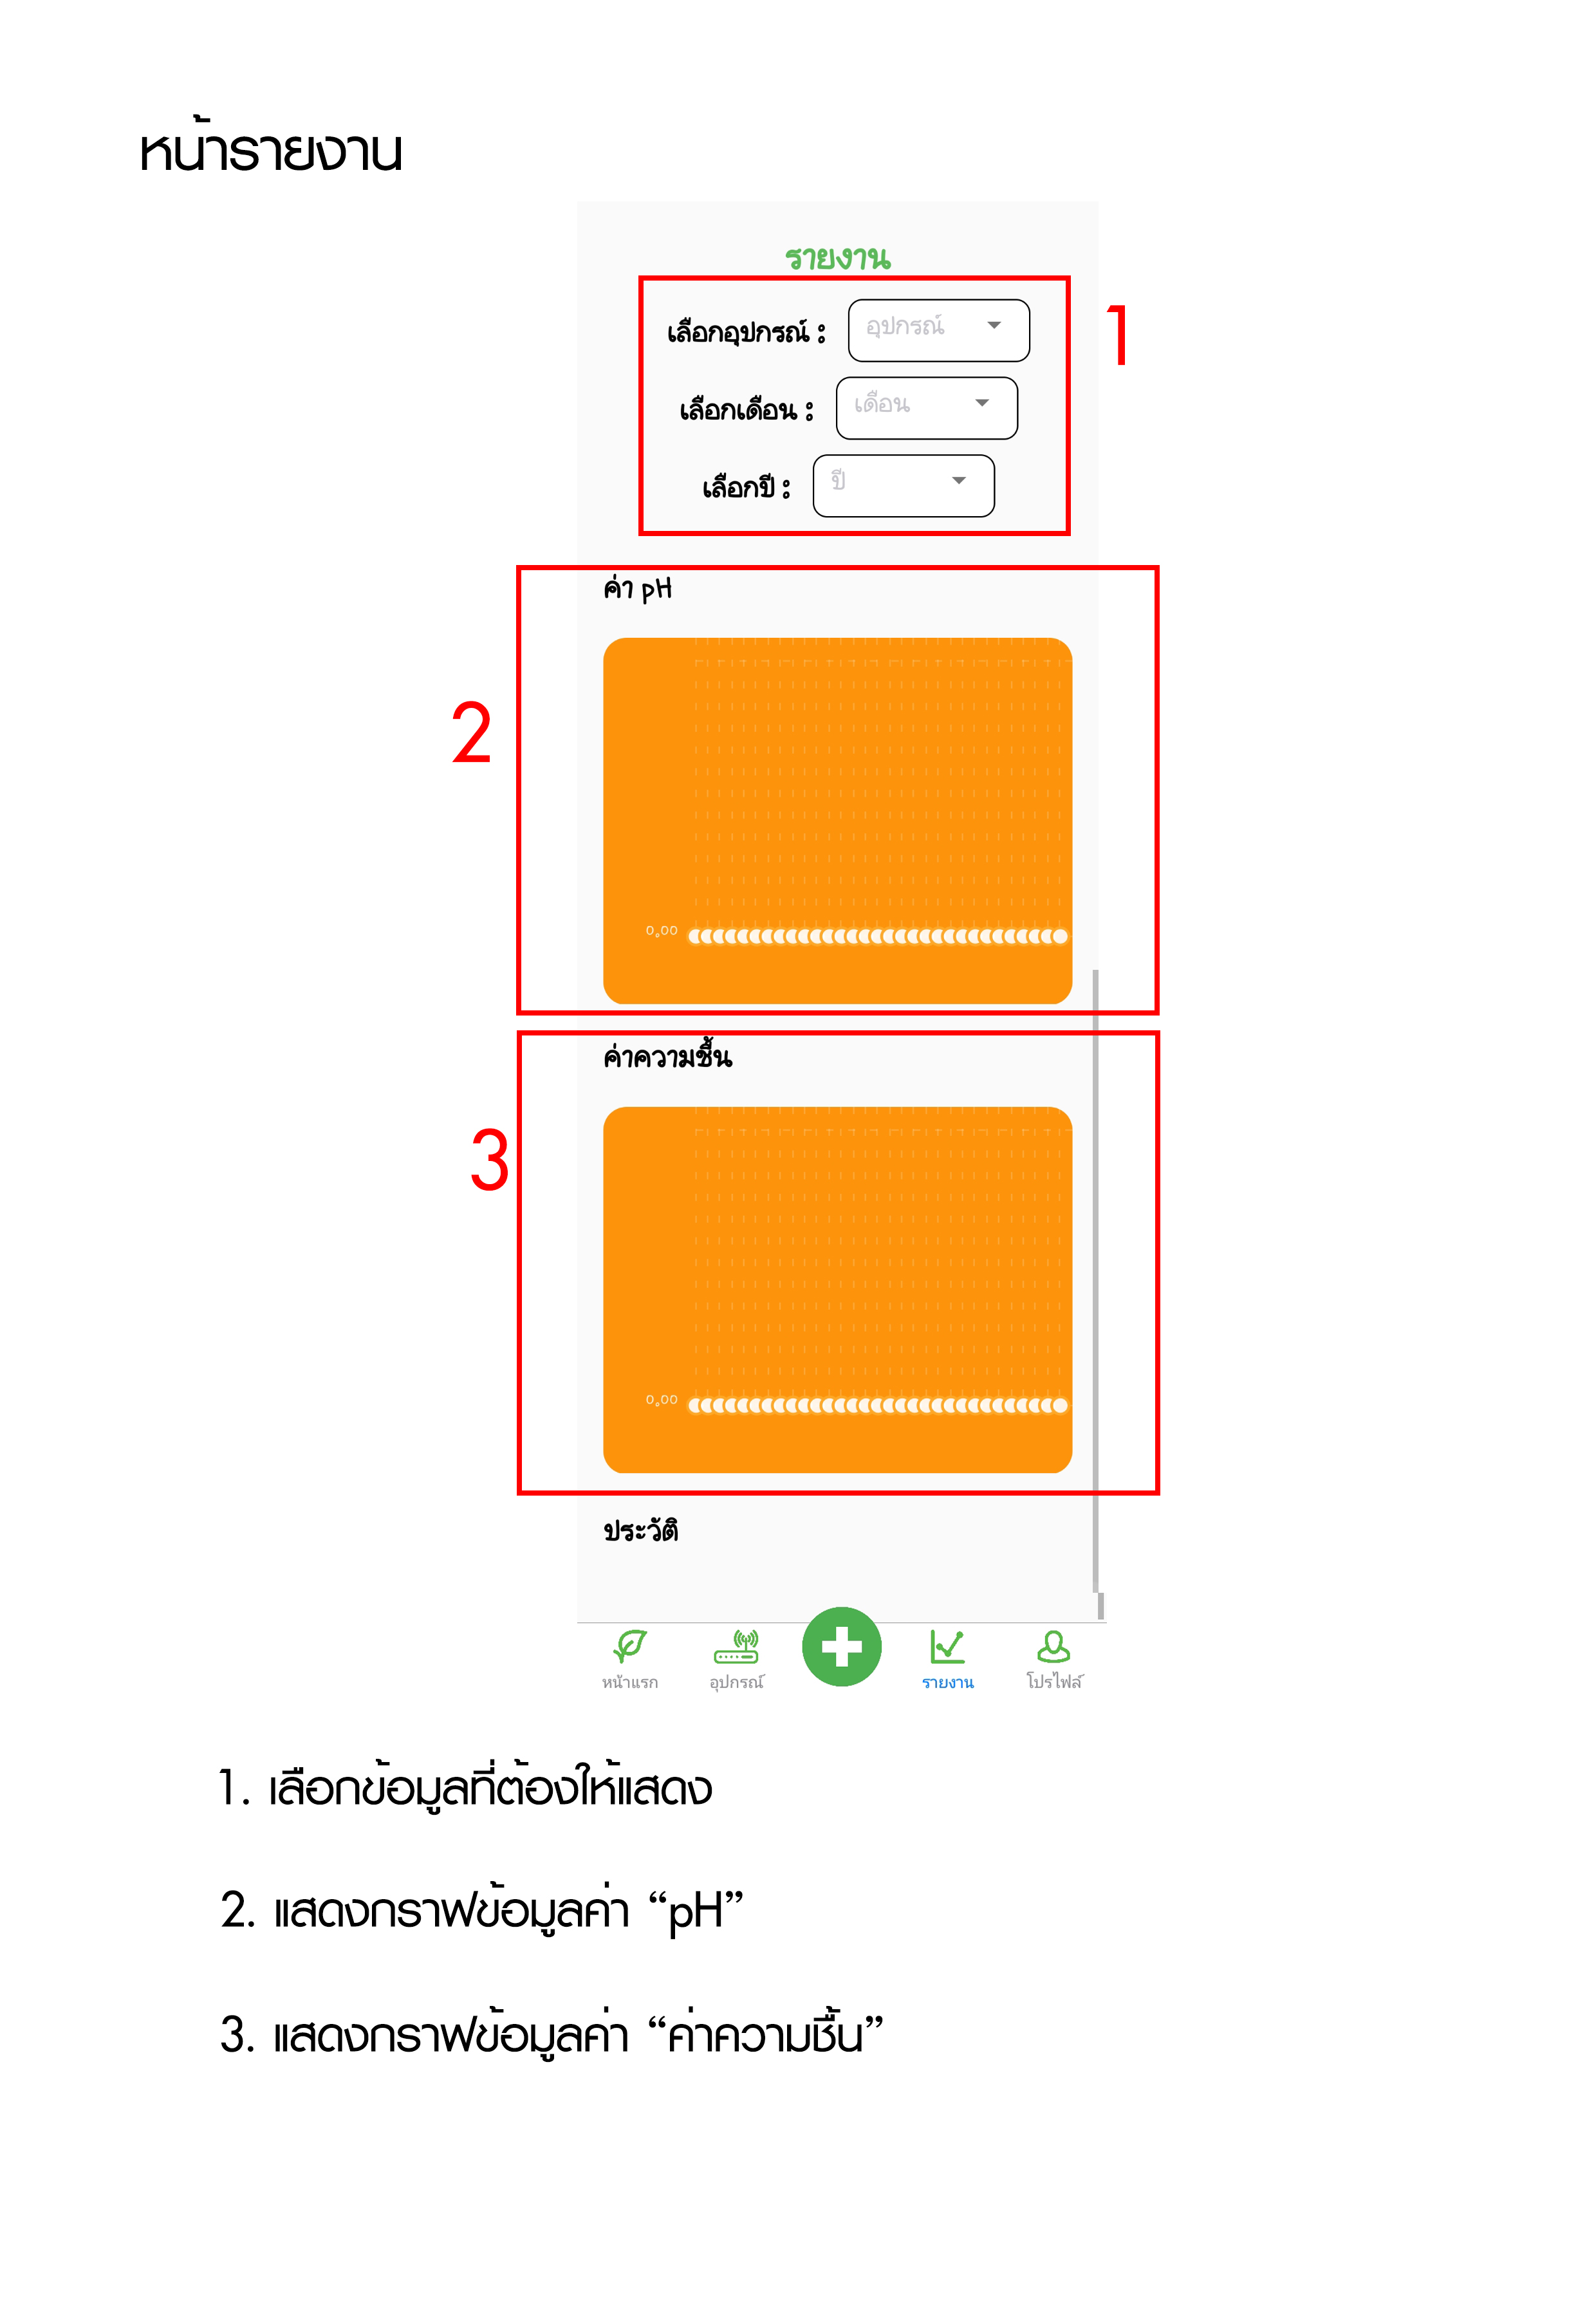 หน้ารายงาน
รายงาน
เลือกอุปกรณ์ : อุปกรณ์
1
เลือกเดือน : เดือน
เลือกปี : ปี
ค่า pH
2
0.00
ค่าความชื้น
3
0.00
ประวัติ
หน้าแรก อุปกรณ์ รายงาน โปรไฟล์
1. เลือกข้อมูลที่ต้องให้แสดง
2. แสดงกราฟข้อมูลค่า “pH”
3. แสดงกราฟข้อมูลค่า “ค่าความชื้น”